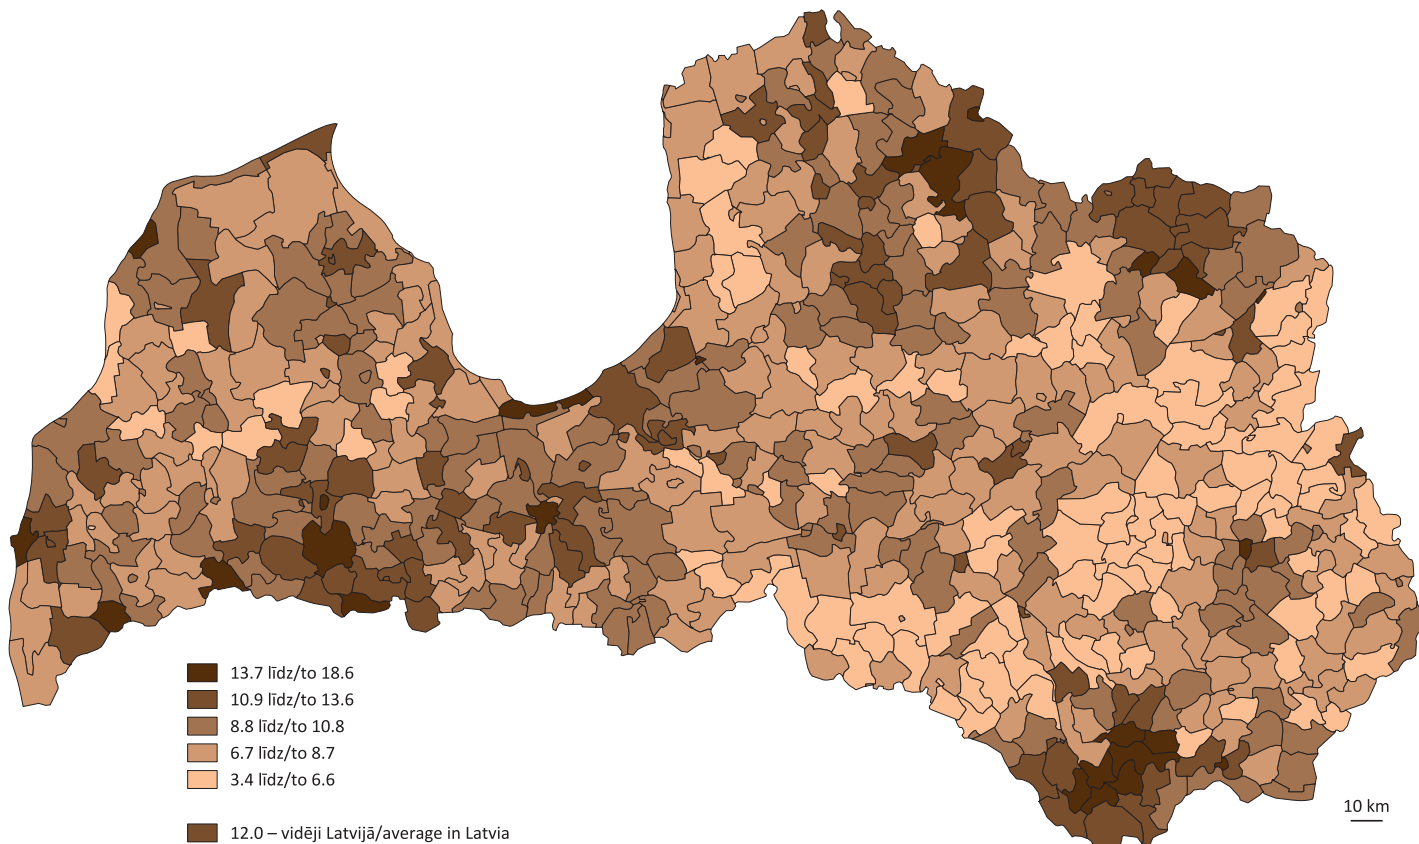 13.7 līdz/to 18.6
10.9 līdz/to 13.6
8.8 līdz/to 10.8
6.7 līdz/to 8.7
3.4 līdz/to 6.6
12.0 – vidēji Latvijā/average in Latvia
10 km